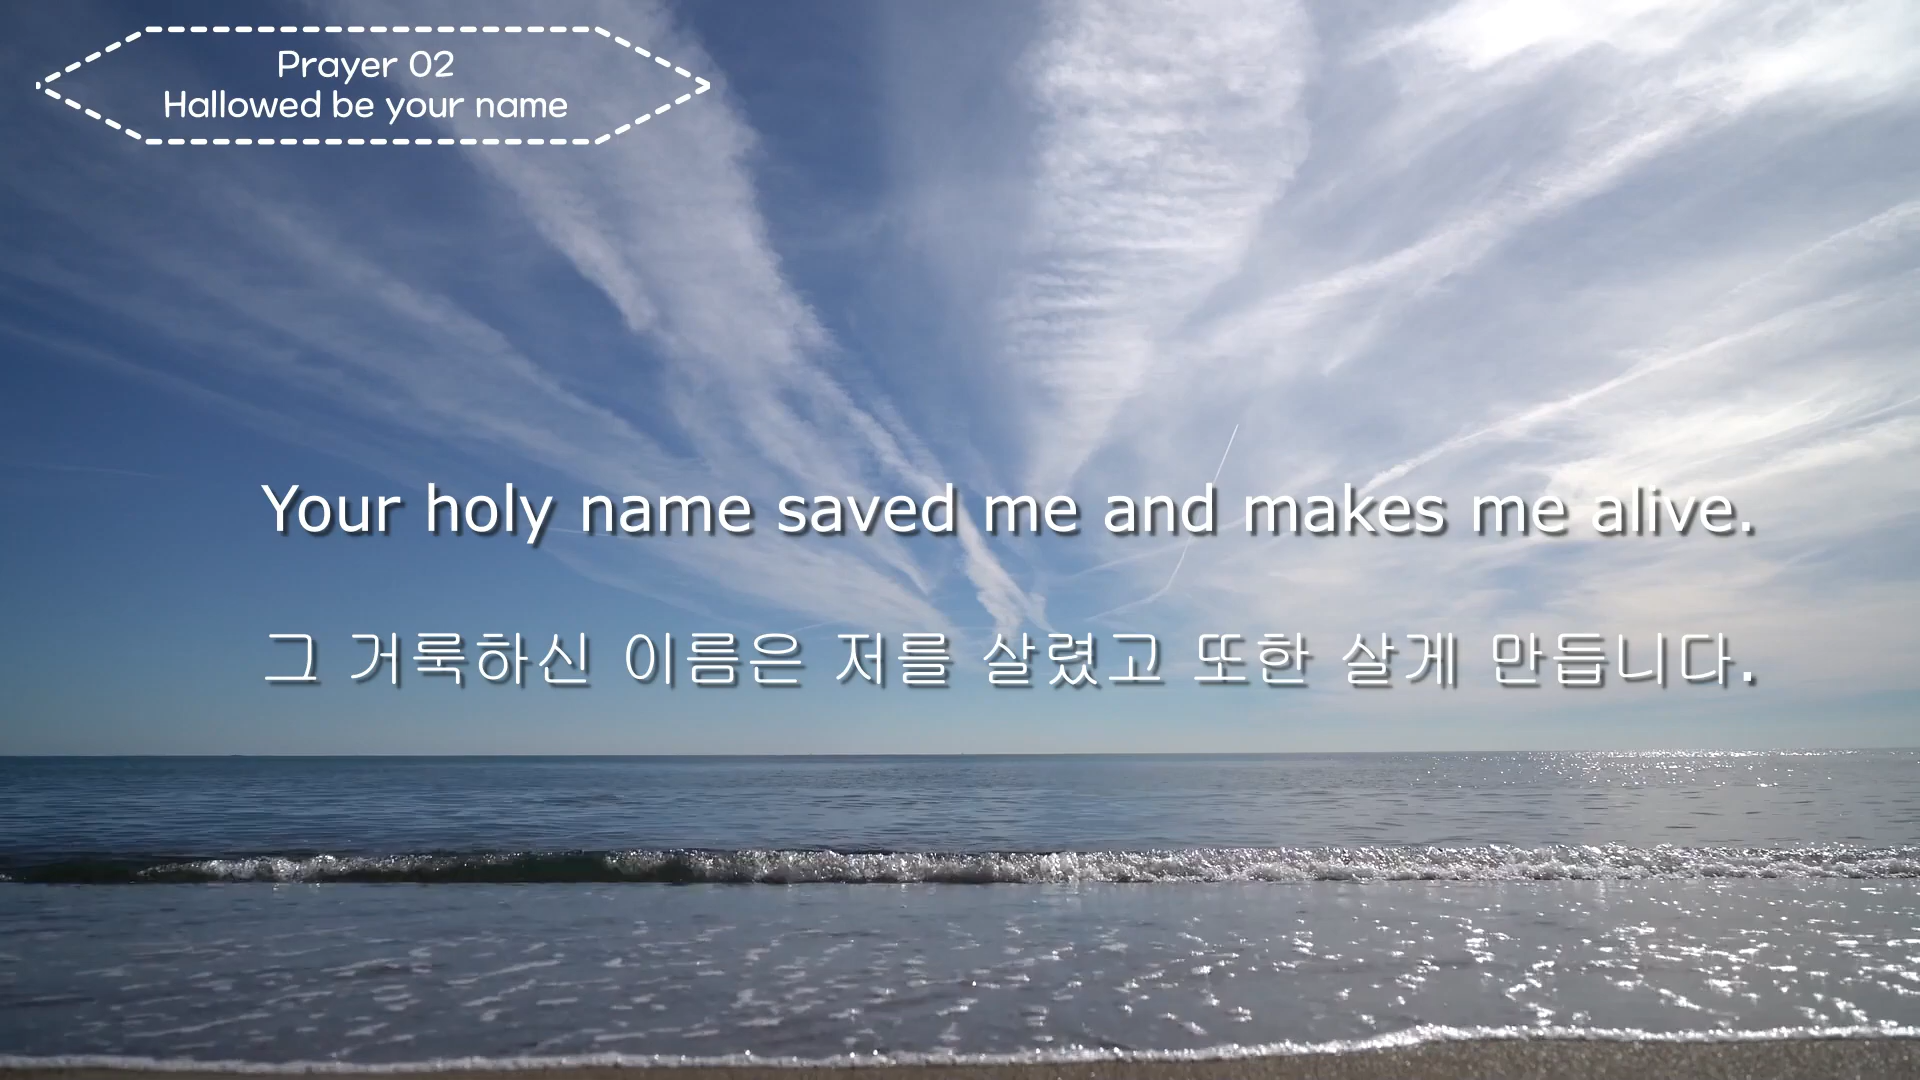 Prayer 02
Hallowed be your name
Your holy name saved me and makes me alive.
그 거룩하신 이름은 저를 살렸고 또한 살게 만듭니다.